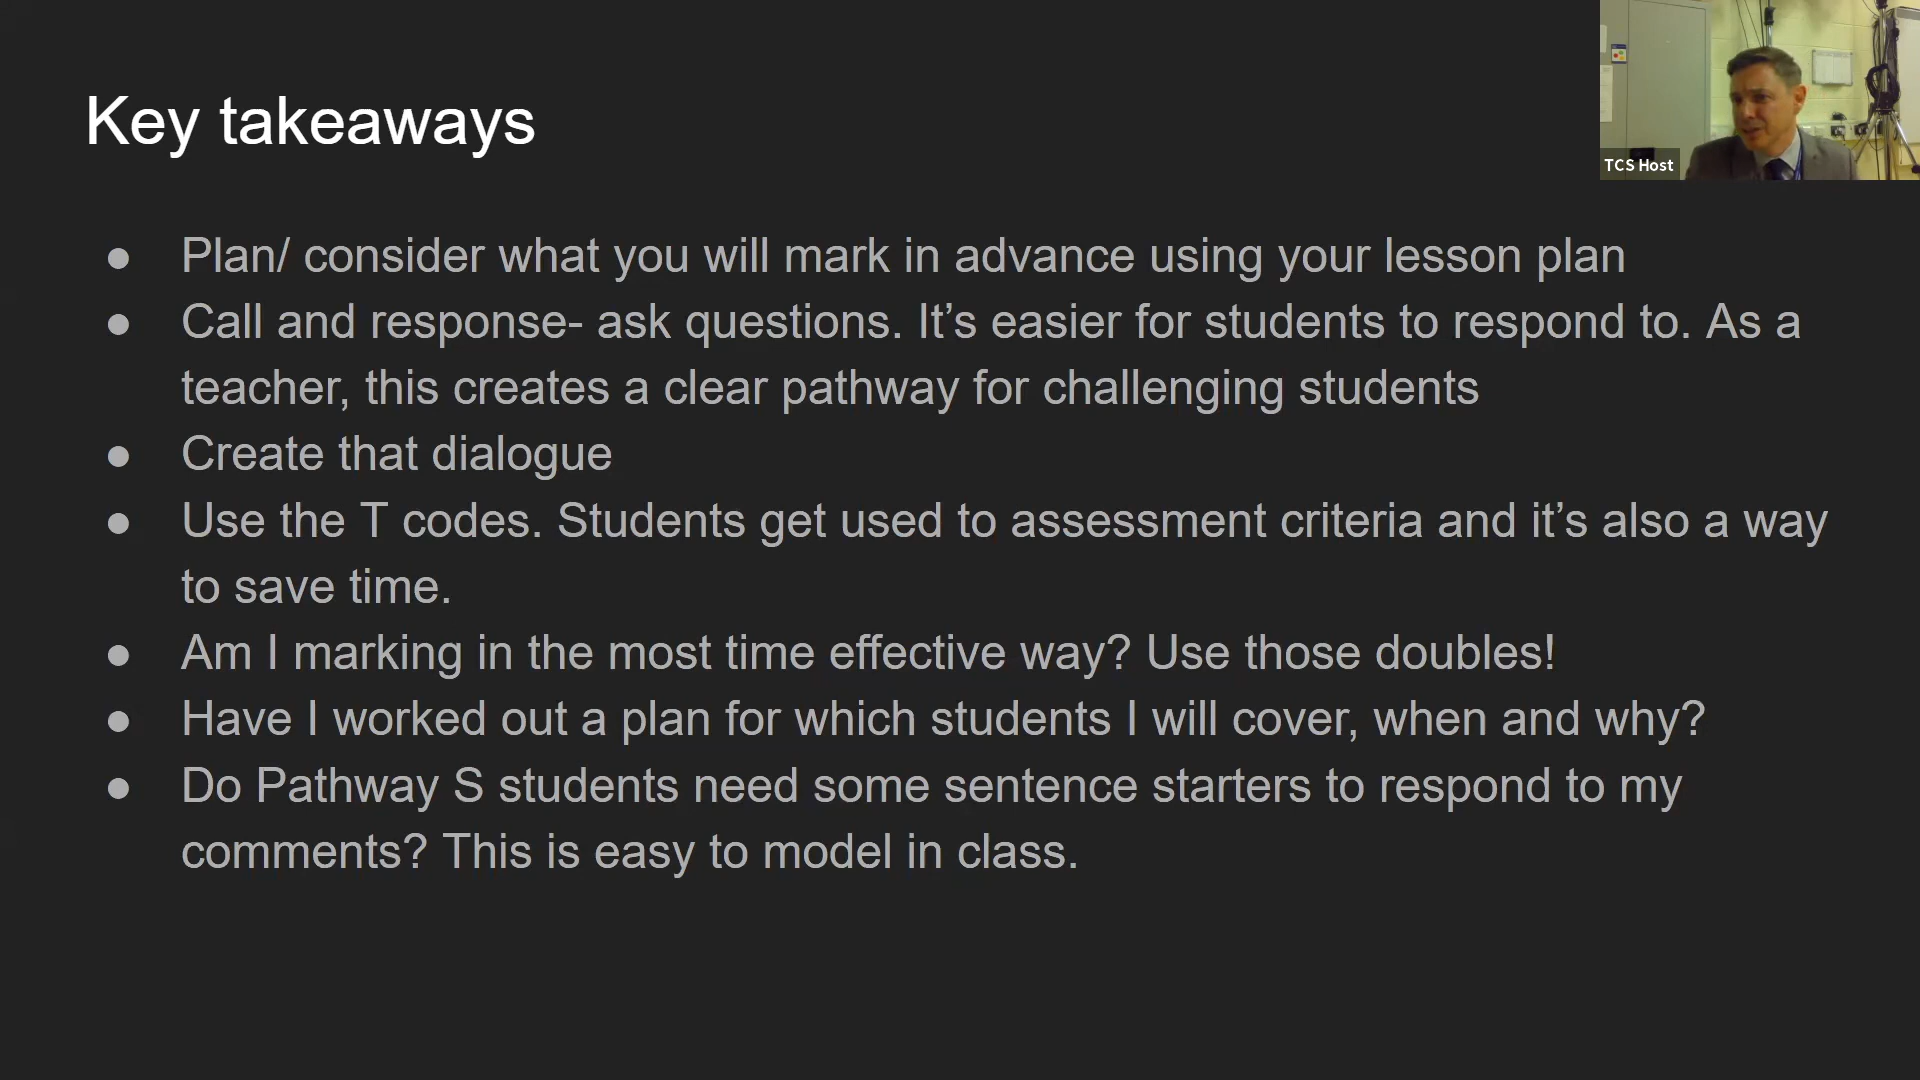 Key takeaways
TCS Host
● Plan/ consider what you will mark in advance using your lesson plan
● Call and response- ask questions. It’s easier for students to respond to. As a
teacher, this creates a clear pathway for challenging students
● Create that dialogue
● Use the T codes. Students get used to assessment criteria and it’s also a way
to save time.
● Am I marking in the most time effective way? Use those doubles!
● Have I worked out a plan for which students I will cover, when and why?
● Do Pathway S students need some sentence starters to respond to my
comments? This is easy to model in class.